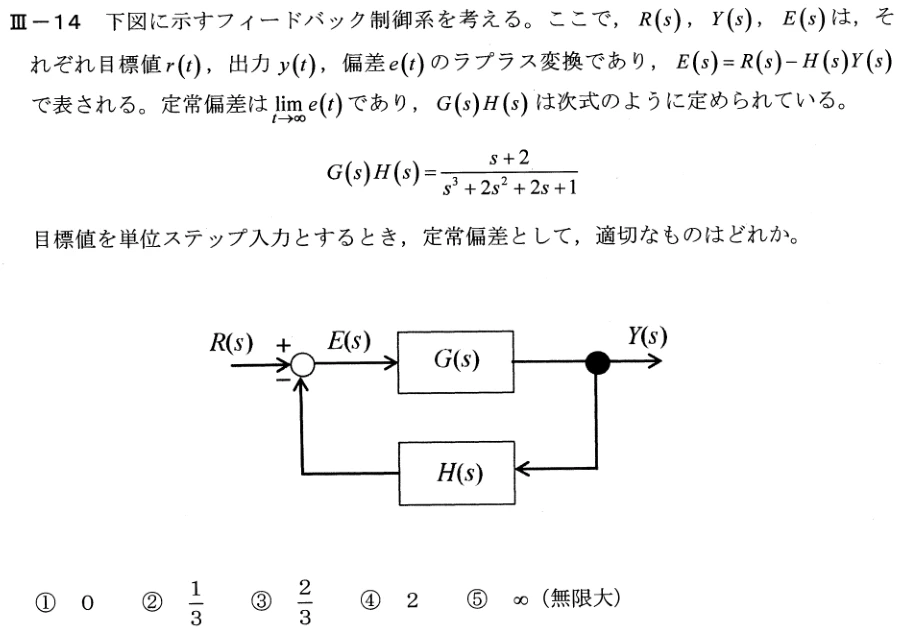 Ⅲ－14 下図に示すフィードバック制御系を考える。ここで，R(s)，Y(s)，E(s)は，そ
れぞれ目標値r(t)，出力y(t)，偏差e(t)のラプラス変換であり，E(s)=R(s)−H(s)Y(s)
で表される。定常偏差は lim_{t→∞} e(t)であり，G(s)H(s)は次式のように定められている。
G(s)H(s)=\frac{s+2}{s^3+2s^2+2s+1}
目標値を単位ステップ入力とするとき，定常偏差として，適切なものはどれか。
R(s) + − E(s) G(s) Y(s)
H(s)
① 0 ② 1/3 ③ 2/3 ④ 2 ⑤ ∞（無限大）